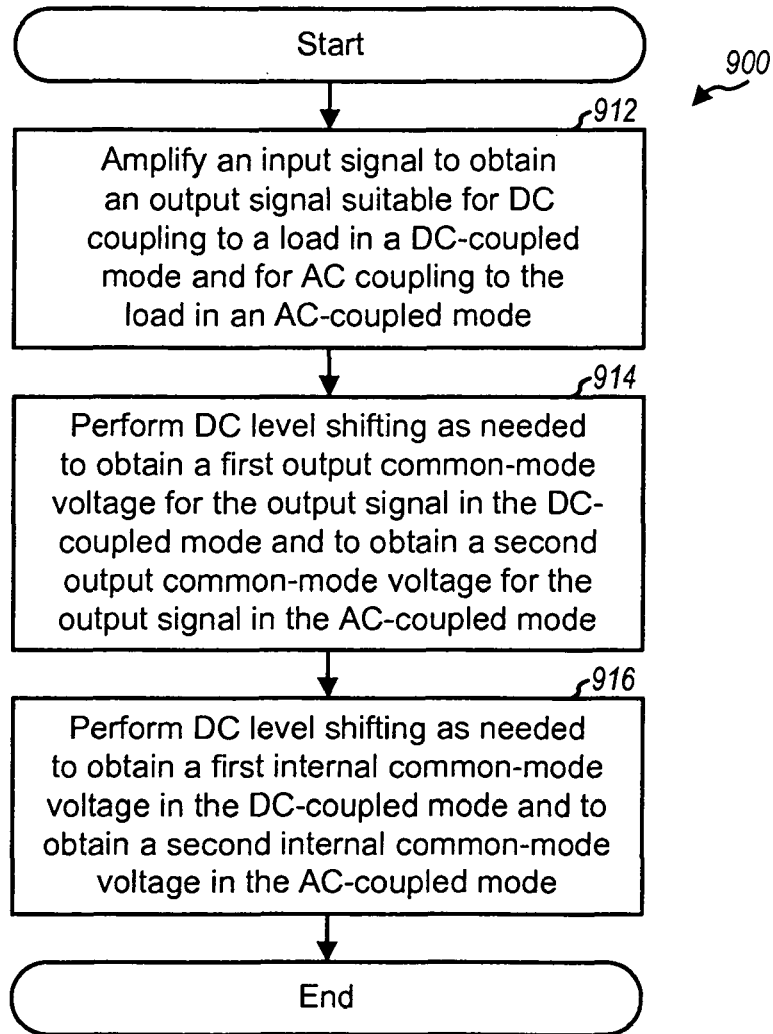 Start
900
912
Amplify an input signal to obtain
an output signal suitable for DC
coupling to a load in a DC-coupled
mode and for AC coupling to the
load in an AC-coupled mode
914
Perform DC level shifting as needed
to obtain a first output common-mode
voltage for the output signal in the DC-
coupled mode and to obtain a second
output common-mode voltage for the
output signal in the AC-coupled mode
916
Perform DC level shifting as needed
to obtain a first internal common-mode
voltage in the DC-coupled mode and to
obtain a second internal common-mode
voltage in the AC-coupled mode
End